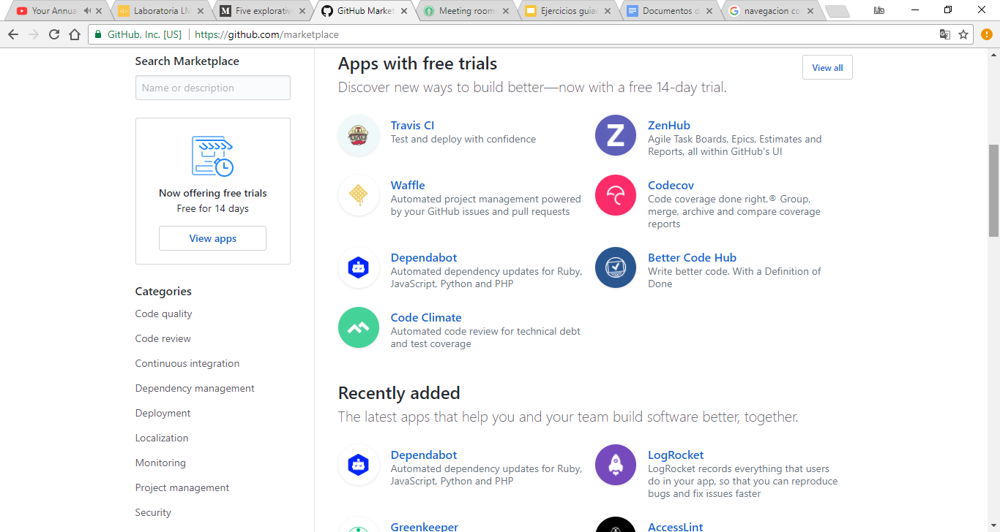 Your Annua
Laboratoria LM
Five explorativ
GitHub Market
Meeting room
Ejercicios guia
Documentos d
navegacion co
GitHub, Inc. [US]
https://github.com/marketplace
Search Marketplace
Name or description
Now offering free trials
Free for 14 days
View apps
Categories
Code quality
Code review
Continuous integration
Dependency management
Deployment
Localization
Monitoring
Project management
Security
Apps with free trials
View all
Discover new ways to build better—now with a free 14-day trial.
Travis CI
Test and deploy with confidence
ZenHub
Agile Task Boards, Epics, Estimates and
Reports, all within GitHub's UI
Waffle
Automated project management powered
by your GitHub issues and pull requests
Codecov
Code coverage done right.® Group,
merge, archive and compare coverage
reports
Dependabot
Automated dependency updates for Ruby,
JavaScript, Python and PHP
Better Code Hub
Write better code. With a Definition of
Done
Code Climate
Automated code review for technical debt
and test coverage
Recently added
The latest apps that help you and your team build software better, together.
Dependabot
Automated dependency updates for Ruby,
JavaScript, Python and PHP
LogRocket
LogRocket records everything that users
do in your app, so that you can reproduce
bugs and fix issues faster
Greenkeeper
AccessLint